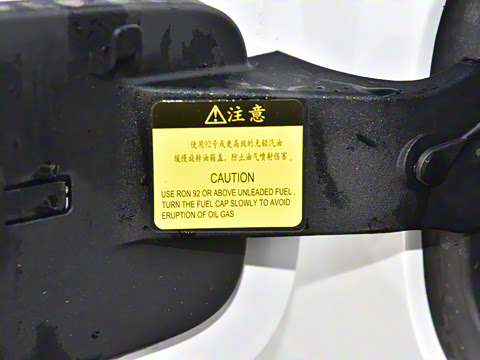 注意
使用92号或更高级的无铅汽油
缓慢旋转油箱盖,防止油气喷射伤害。
CAUTION
USE RON 92 OR ABOVE UNLEADED FUEL,
TURN THE FUEL CAP SLOWLY TO AVOID
ERUPTION OF OIL GAS